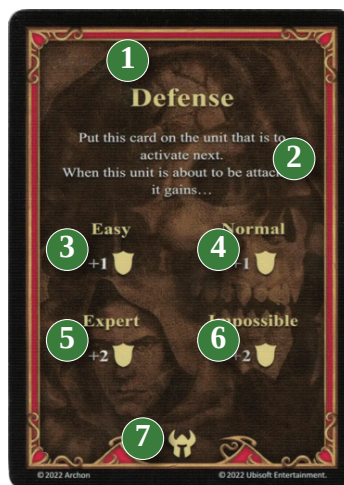 1
Defense
Put this card on the unit that is to
activate next.
2
When this unit is about to be
it gains...
Easy
Normal
3
+1
4
+1
Expert
5
+2
6
+2
7
© 2022 Archon
© 2022 Ubisoft Entertainment.